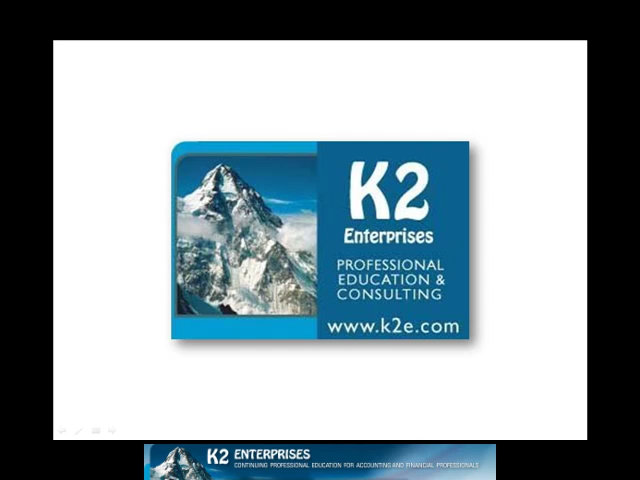 K2
Enterprises
PROFESSIONAL
EDUCATION &
CONSULTING
www.k2e.com
K2 ENTERPRISES
CONTINUING PROFESSIONAL EDUCATION FOR ACCOUNTING AND FINANCIAL PROFESSIONALS